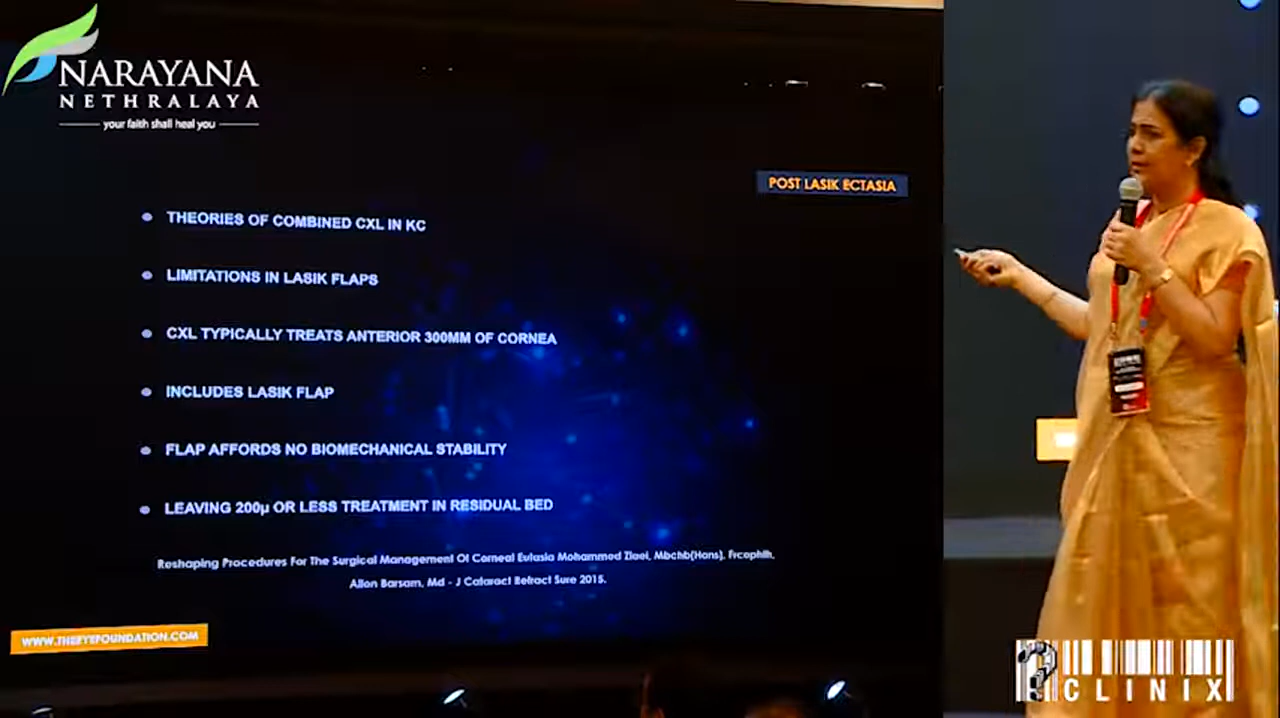 NARAYANA
NETHRALAYA
your faith shall heal you
POST LASIK ECTASIA
THEORIES OF COMBINED CXL IN KC
LIMITATIONS IN LASIK FLAPS
CXL TYPICALLY TREATS ANTERIOR 300MM OF CORNEA
INCLUDES LASIK FLAP
FLAP AFFORDS NO BIOMECHANICAL STABILITY
LEAVING 200µ OR LESS TREATMENT IN RESIDUAL BED
Reshaping Procedures For The Surgical Management Of Corneal Eutasia Mohammed Ziaei, Mbchb(Hons), Frcophth,
Allon Barsam, Md - J Cataract Refract Sure 2015.
WWW.THEEYEFOUNDATION.COM
? CLINIX